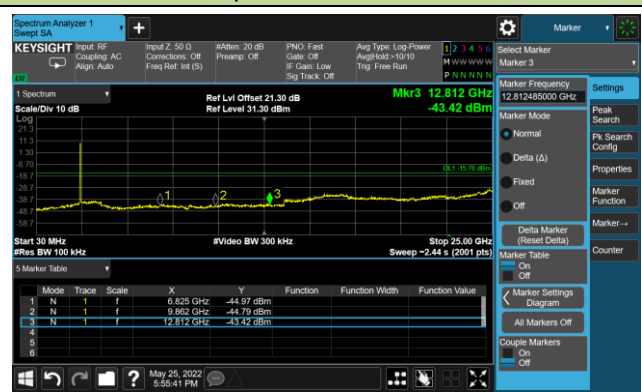 Spectrum Analyzer 1
Swept SA
+
Marker
KEYSIGHT
Input: RF
Coupling: AC
Align: Auto
Input Z: 50 Ω
Corrections: Off
Freq Ref: Int (S)
#Atten: 20 dB
Preamp: Off
PNO: Fast
Gate: Off
IF Gain: Low
Sig Track: Off
Avg Type: Log-Power
Avg|Hold:>10/10
Trig: Free Run
1 2 3 4 5 6
M W W W W W
P N N N N N
LXI
Select Marker
Marker 3
1 Spectrum
Scale/Div 10 dB
Ref Lvl Offset 21.30 dB
Ref Level 31.30 dBm
Mkr3 12.812 GHz
-43.42 dBm
Log
21.3
11.3
1.30
-8.70
-18.7
-28.7
-38.7
-48.7
-58.7
DL1 -15.78 dBm
1
2
3
Start 30 MHz
#Res BW 100 kHz
#Video BW 300 kHz
Stop 25.00 GHz
Sweep ~2.44 s (2001 pts)
5 Marker Table
Mode Trace Scale X Y Function Function Width Function Value
1 N 1 f 6.825 GHz -44.97 dBm
2 N 1 f 9.862 GHz -44.79 dBm
3 N 1 f 12.812 GHz -43.42 dBm
4
5
6
Marker Frequency
12.812485000 GHz
Marker Mode
Normal
Delta (Δ)
Fixed
Off
Delta Marker
(Reset Delta)
Marker Table
On
Off
Marker Settings
Diagram
All Markers Off
Couple Markers
On
Off
Settings
Peak
Search
Pk Search
Config
Properties
Marker
Function
Marker→
Counter
?
May 25, 2022
5:55:41 PM